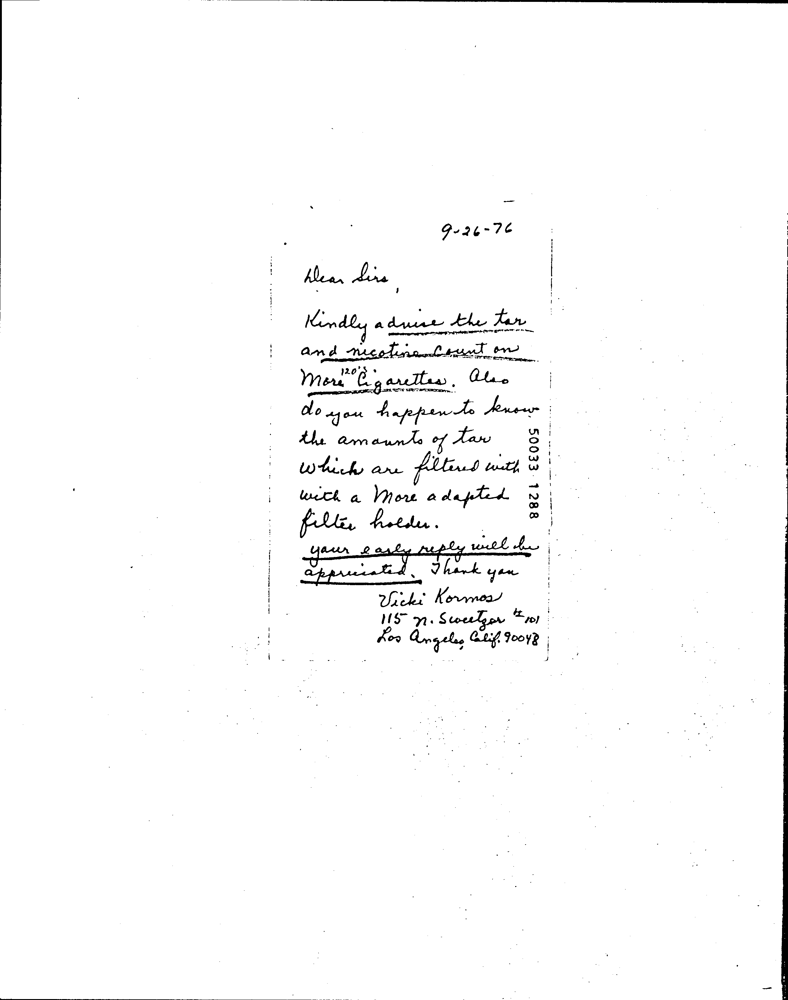 9-26-76
Dear Sirs,
Kindly advise the tar
and nicotine count on
More 120's Cigarettes. Also
do you happen to know
the amounts of tar
which are filtered with
with a More adapted
filter holder.
your early reply will be
appreciated. Thank you
Vicki Kormos
115 N. Sweetzer #101
Los Angeles, Calif. 90048
50033 1288